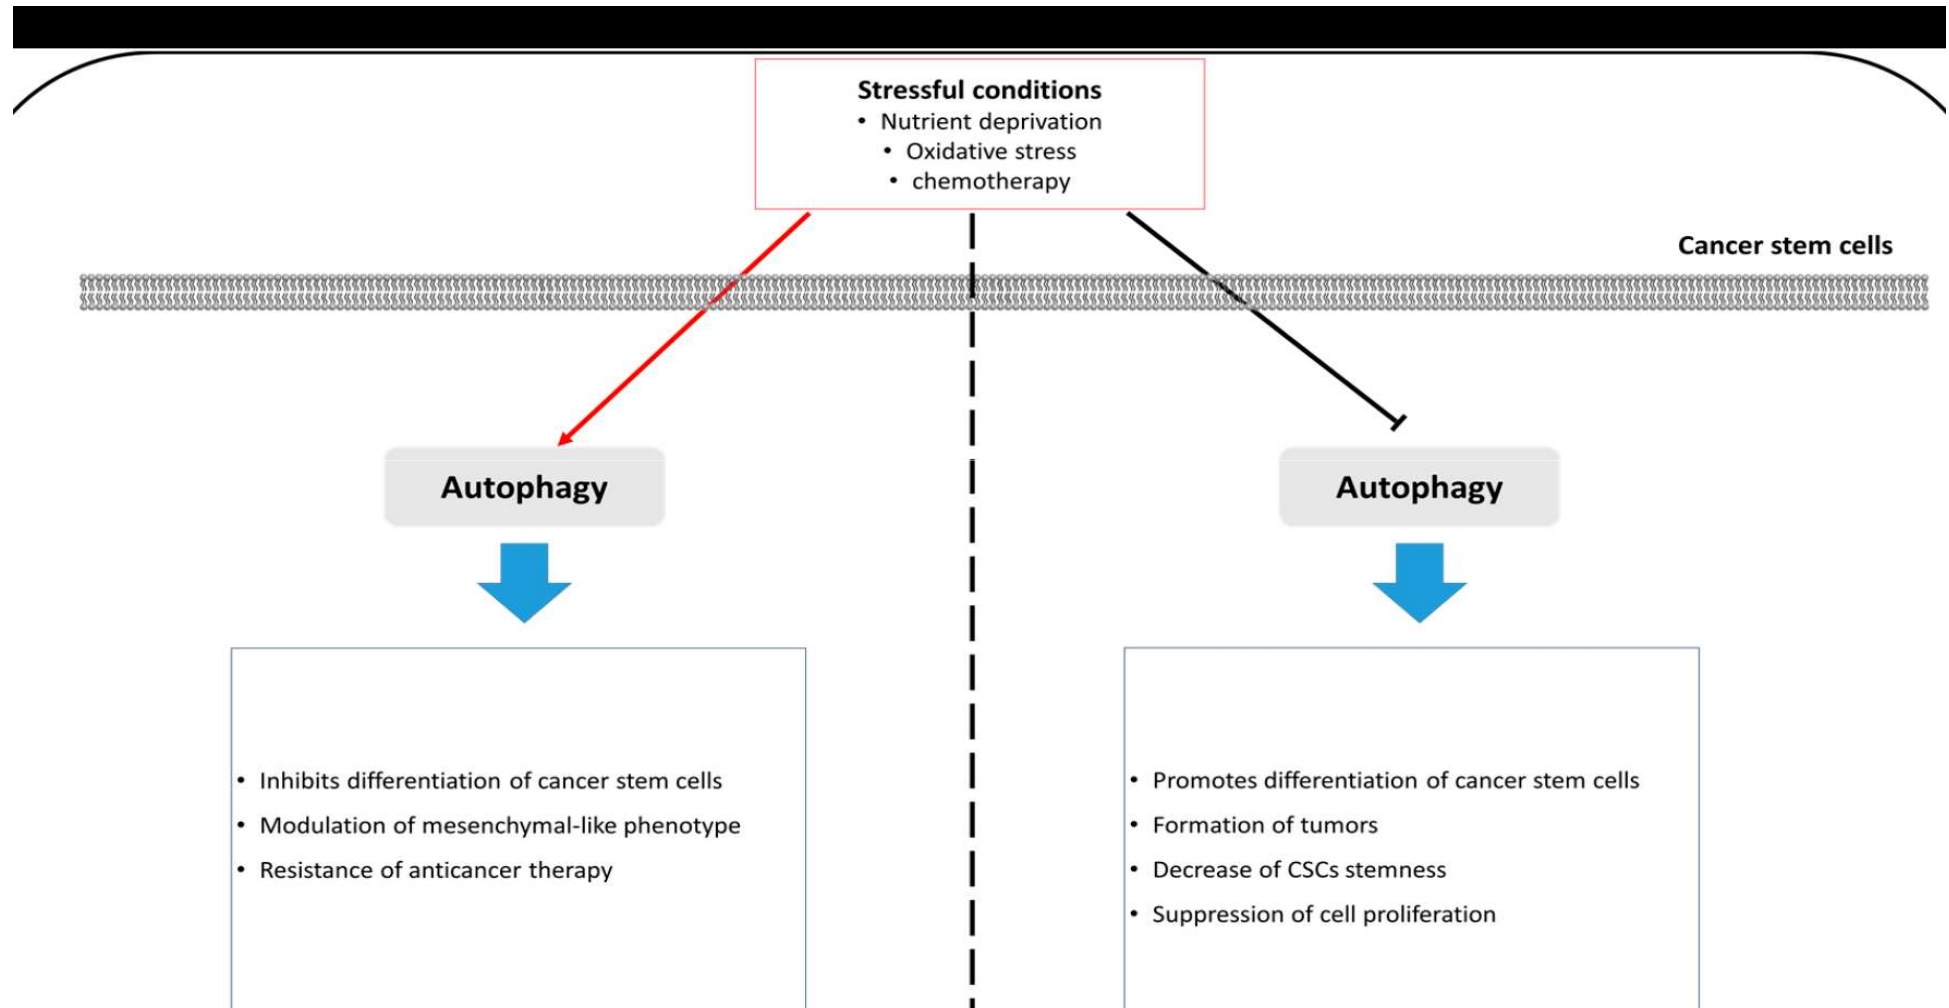 Stressful conditions
• Nutrient deprivation
• Oxidative stress
• chemotherapy
Cancer stem cells
Autophagy
• Inhibits differentiation of cancer stem cells
• Modulation of mesenchymal-like phenotype
• Resistance of anticancer therapy
Autophagy
• Promotes differentiation of cancer stem cells
• Formation of tumors
• Decrease of CSCs stemness
• Suppression of cell proliferation